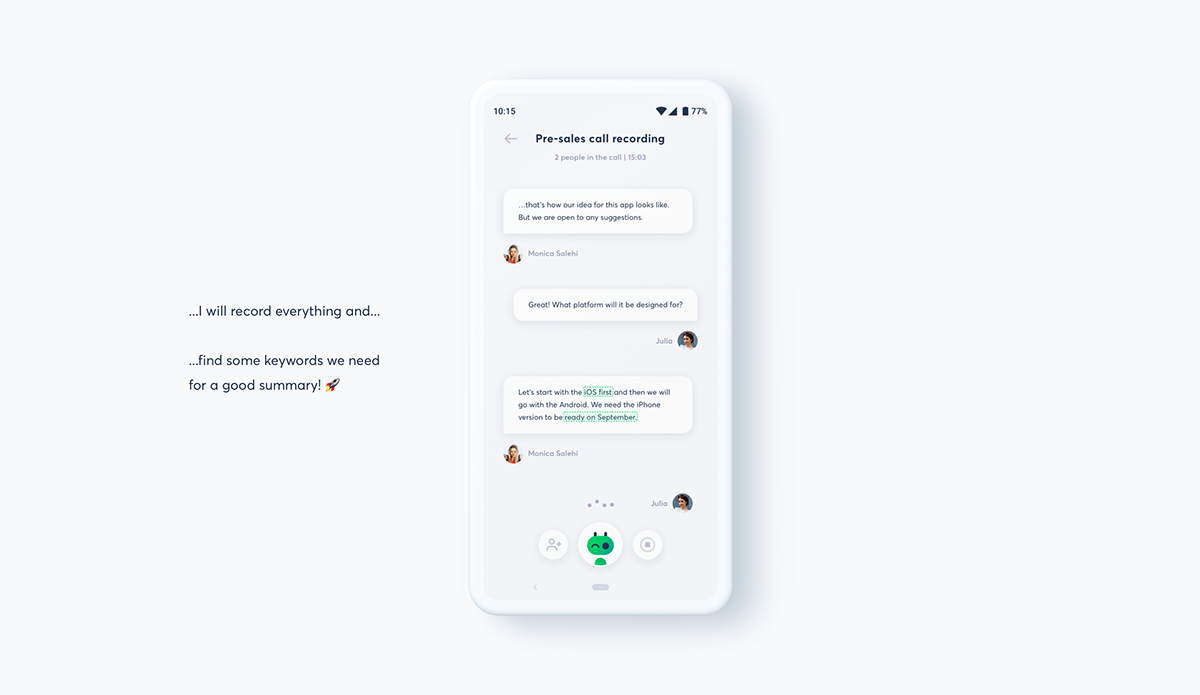 ...I will record everything and...
...find some keywords we need
for a good summary! 🚀
10:15
77%
Pre-sales call recording
2 people in the call | 15:03
...that's how our idea for this app looks like.
But we are open to any suggestions.
Monica Salehi
Great! What platform will it be designed for?
Julia
Let's start with the iOS first and then we will
go with the Android. We need the iPhone
version to be ready on September.
Monica Salehi
Julia